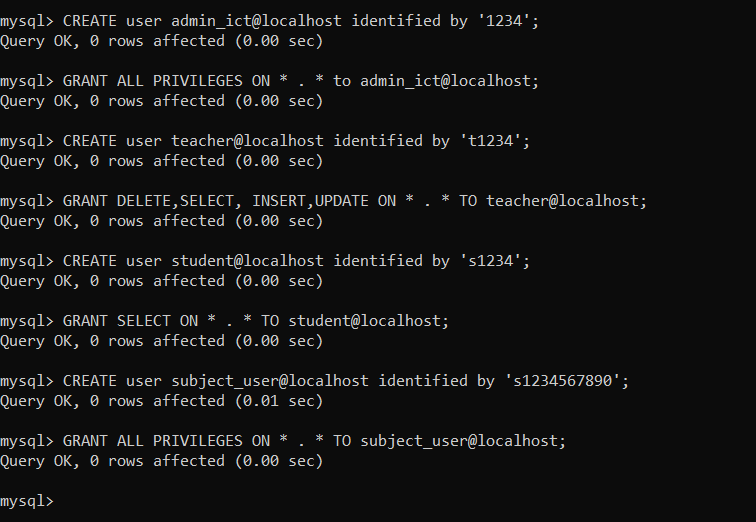 mysql> CREATE user admin_ict@localhost identified by '1234';
Query OK, 0 rows affected (0.00 sec)
mysql> GRANT ALL PRIVILEGES ON * . * to admin_ict@localhost;
Query OK, 0 rows affected (0.00 sec)
mysql> CREATE user teacher@localhost identified by 't1234';
Query OK, 0 rows affected (0.00 sec)
mysql> GRANT DELETE,SELECT, INSERT,UPDATE ON * . * TO teacher@localhost;
Query OK, 0 rows affected (0.00 sec)
mysql> CREATE user student@localhost identified by 's1234';
Query OK, 0 rows affected (0.00 sec)
mysql> GRANT SELECT ON * . * TO student@localhost;
Query OK, 0 rows affected (0.00 sec)
mysql> CREATE user subject_user@localhost identified by 's1234567890';
Query OK, 0 rows affected (0.01 sec)
mysql> GRANT ALL PRIVILEGES ON * . * TO subject_user@localhost;
Query OK, 0 rows affected (0.00 sec)
mysql>